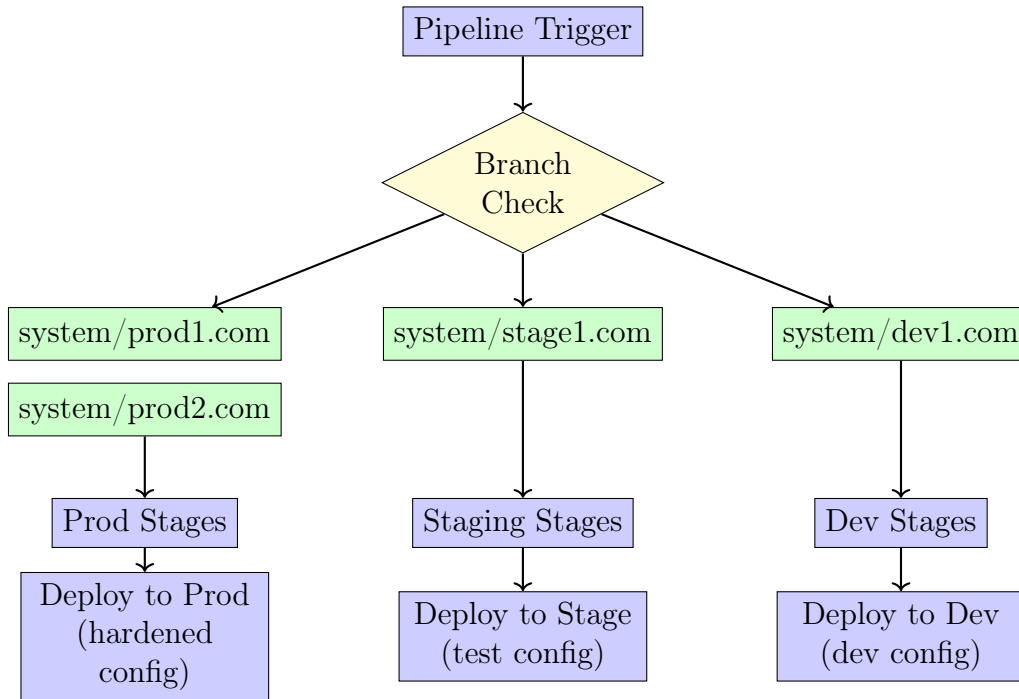 Pipeline Trigger
Branch
Check
system/prod1.com
system/stage1.com
system/dev1.com
system/prod2.com
Prod Stages
Staging Stages
Dev Stages
Deploy to Prod
(hardened
config)
Deploy to Stage
(test config)
Deploy to Dev
(dev config)